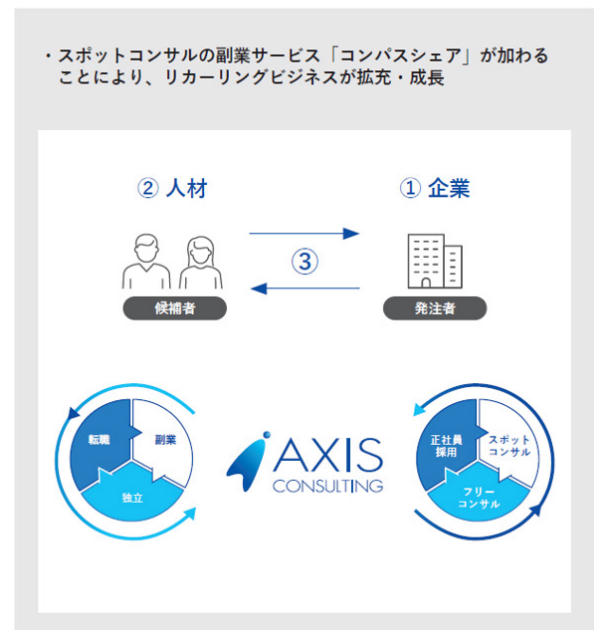 ・スポットコンサルの副業サービス「コンパスシェア」が加わる
ことにより、リカーリングビジネスが拡充・成長
② 人材
① 企業
③
候補者
発注者
転職
副業
独立
AXIS
CONSULTING
正社員
採用
スポット
コンサル
フリー
コンサル